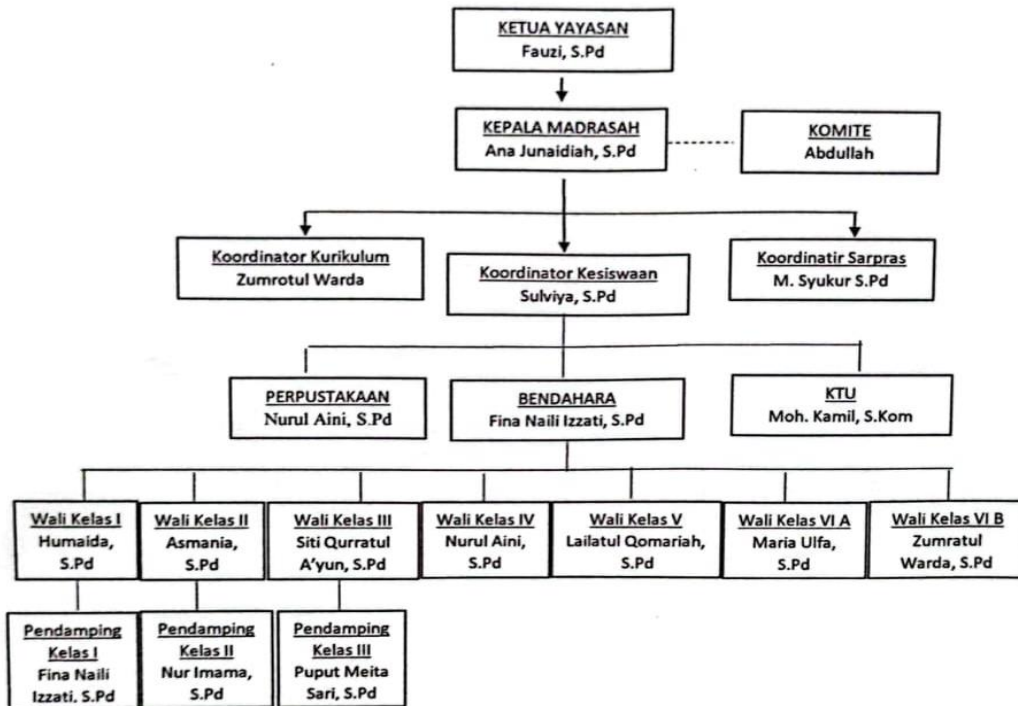 KETUA YAYASAN
Fauzi, S.Pd
KEPALA MADRASAH
Ana Junaidiah, S.Pd
KOMITE
Abdullah
Koordinator Kurikulum
Zumrotul Warda
Koordinator Kesiswaan
Sulviya, S.Pd
Koordinatir Sarpras
M. Syukur S.Pd
PERPUSTAKAAN
Nurul Aini, S.Pd
BENDAHARA
Fina Naili Izzati, S.Pd
KTU
Moh. Kamil, S.Kom
Wali Kelas I
Humaida,
S.Pd
Wali Kelas II
Asmania,
S.Pd
Wali Kelas III
Siti Qurratul
A'yun, S.Pd
Wali Kelas IV
Nurul Aini,
S.Pd
Wali Kelas V
Lailatul Qomariah,
S.Pd
Wali Kelas VI A
Maria Ulfa,
S.Pd
Wali Kelas VI B
Zumratul
Warda, S.Pd
Pendamping
Kelas I
Fina Naili
Izzati, S.Pd
Pendamping
Kelas II
Nur Imama,
S.Pd
Pendamping
Kelas III
Puput Meita
Sari, S.Pd